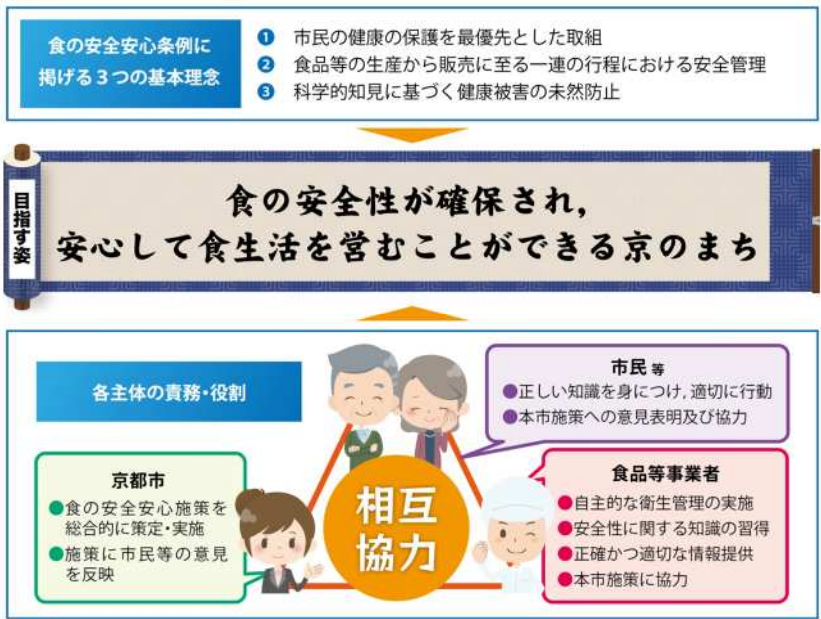 食の安全安心条例に
掲げる3つの基本理念
❶ 市民の健康の保護を最優先とした取組
❷ 食品等の生産から販売に至る一連の行程における安全管理
❸ 科学的知見に基づく健康被害の未然防止
目指す姿
食の安全性が確保され,
安心して食生活を営むことができる京のまち
各主体の責務・役割
市民等
●正しい知識を身につけ,適切に行動
●本市施策への意見表明及び協力
京都市
●食の安全安心施策を
総合的に策定・実施
●施策に市民等の意見
を反映
相互
協力
食品等事業者
●自主的な衛生管理の実施
●安全性に関する知識の習得
●正確かつ適切な情報提供
●本市施策に協力